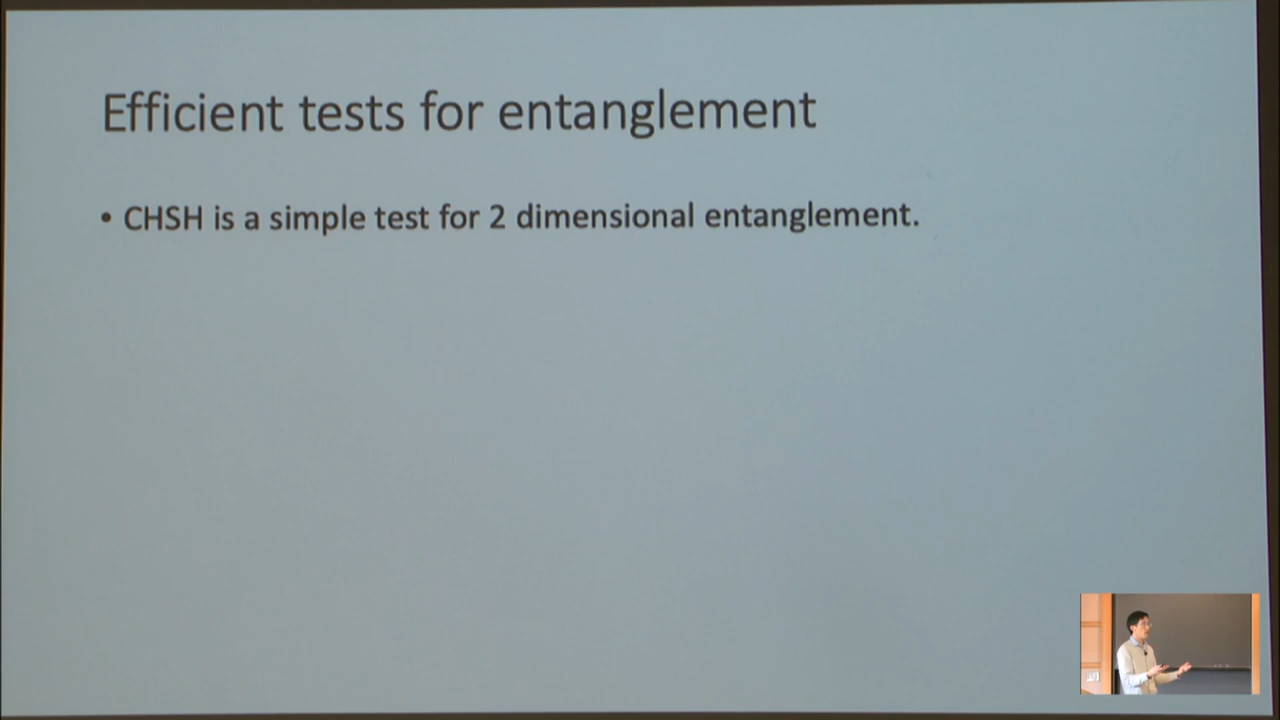 Efficient tests for entanglement
• CHSH is a simple test for 2 dimensional entanglement.